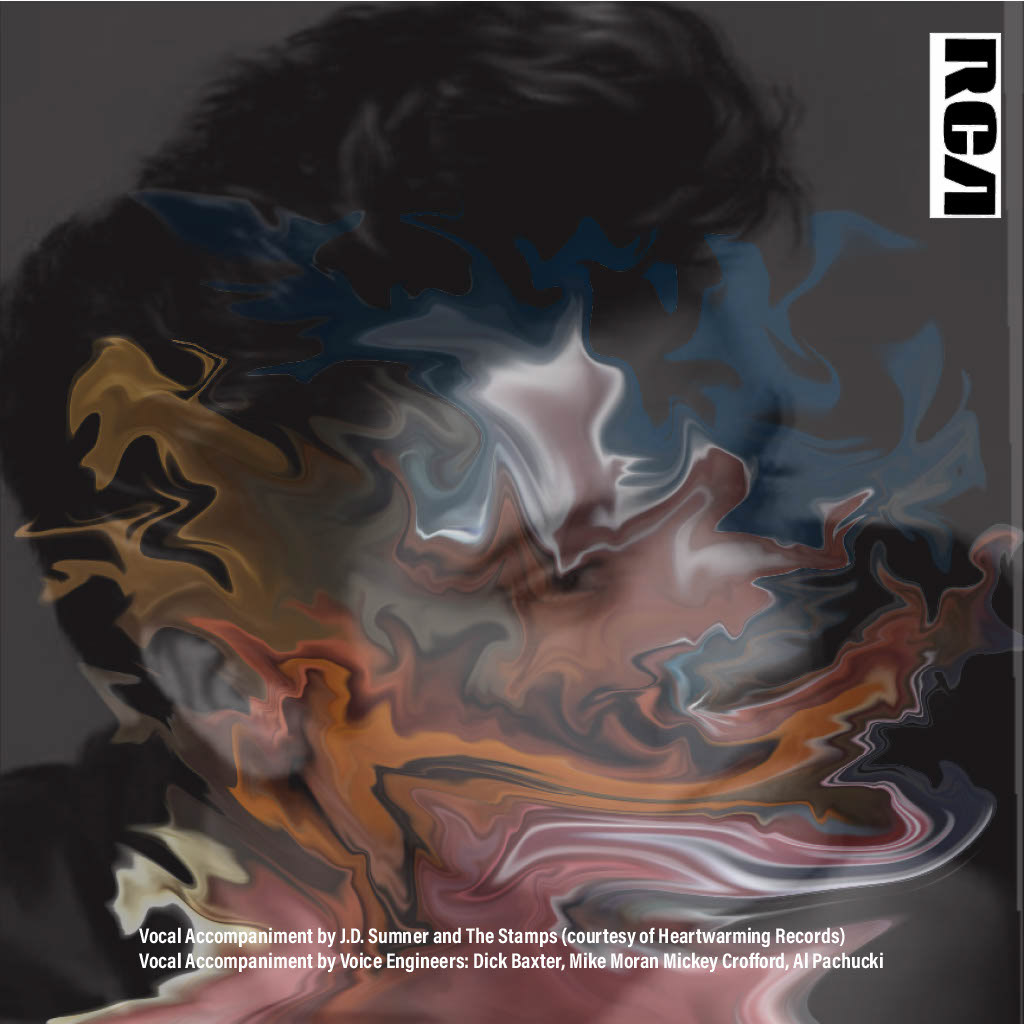 RCA
Vocal Accompaniment by J.D. Sumner and The Stamps (courtesy of Heartwarming Records)
Vocal Accompaniment by Voice Engineers: Dick Baxter, Mike Moran Mickey Crofford, Al Pachucki